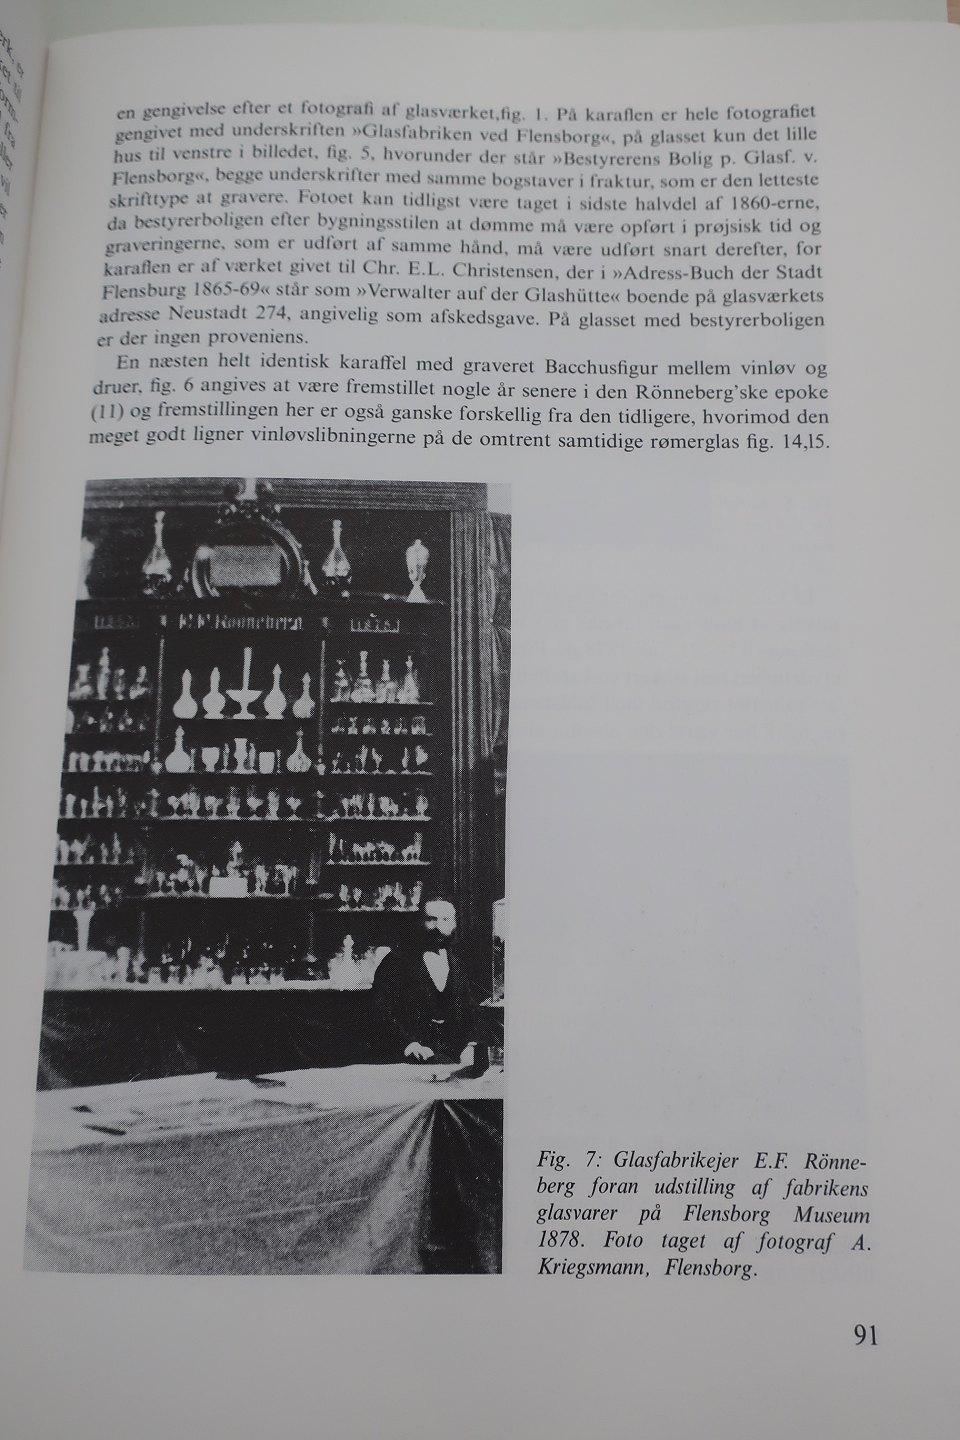 en gengivelse efter et fotografi af glasværket,fig. 1. På karaflen er hele fotografiet
gengivet med underskriften »Glasfabriken ved Flensborg«, på glasset kun det lille
hus til venstre i billedet, fig. 5, hvorunder der står »Bestyrerens Bolig p. Glasf. v.
Flensborg«, begge underskrifter med samme bogstaver i fraktur, som er den letteste
skrifttype at gravere. Fotoet kan tidligst være taget i sidste halvdel af 1860-erne,
da bestyrerboligen efter bygningsstilen at dømme må være opført i prøjsisk tid og
graveringerne, som er udført af samme hånd, må være udført snart derefter, for
karaflen er af værket givet til Chr. E.L. Christensen, der i »Adress-Buch der Stadt
Flensburg 1865-69« står som »Verwalter auf der Glashütte« boende på glasværkets
adresse Neustadt 274, angivelig som afskedsgave. På glasset med bestyrerboligen
er der ingen proveniens.
En næsten helt identisk karaffel med graveret Bacchusfigur mellem vinløv og
druer, fig. 6 angives at være fremstillet nogle år senere i den Rönneberg'ske epoke
(11) og fremstillingen her er også ganske forskellig fra den tidligere, hvorimod den
meget godt ligner vinløvslibningerne på de omtrent samtidige rømerglas fig. 14,15.
Rönneberg
Fig. 7: Glasfabrikejer E.F. Rönne-
berg foran udstilling af fabrikens
glasvarer på Flensborg Museum
1878. Foto taget af fotograf A.
Kriegsmann, Flensborg.
91